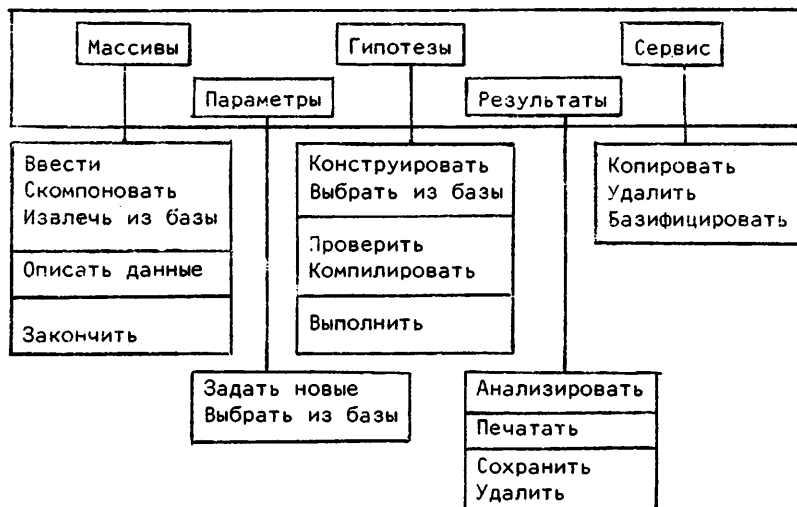 Массивы
Гипотезы
Сервис
Параметры
Результаты
Ввести
Скомпоновать
Извлечь из базы
Описать данные
Закончить
Конструировать
Выбрать из базы
Проверить
Компилировать
Выполнить
Копировать
Удалить
Базифицировать
Задать новые
Выбрать из базы
Анализировать
Печатать
Сохранить
Удалить